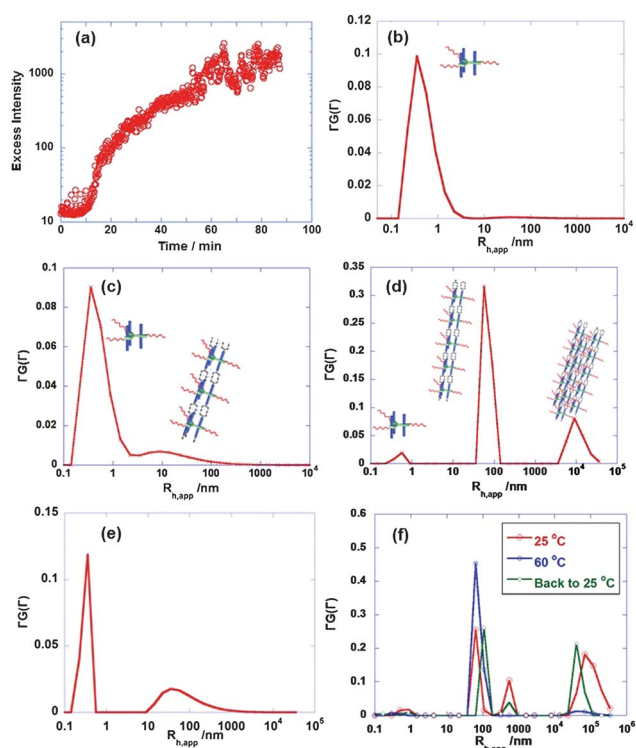 (a)
Excess Intensity
1000
100
10
0 20 40 60 80 100
Time / min
(b)
ΓG(Γ)
0.12
0.1
0.08
0.06
0.04
0.02
0
0.1 1 10 100 1000 10⁴
R_h,app /nm
(c)
ΓG(Γ)
0.1
0.08
0.06
0.04
0.02
0
0.1 1 10 100 1000 10⁴
R_h,app /nm
(d)
ΓG(Γ)
0.35
0.3
0.25
0.2
0.15
0.1
0.05
0
0.1 1 10 100 1000 10⁴ 10⁵
R_h,app /nm
(e)
ΓG(Γ)
0.15
0.1
0.05
0
0.1 1 10 100 1000 10⁴ 10⁵
R_h,app /nm
(f)
25 °C
60 °C
Back to 25 °C
ΓG(Γ)
0.6
0.5
0.4
0.3
0.2
0.1
0
0.1 1 10 100 1000 10⁴ 10⁵ 10⁶
R_h,app /nm